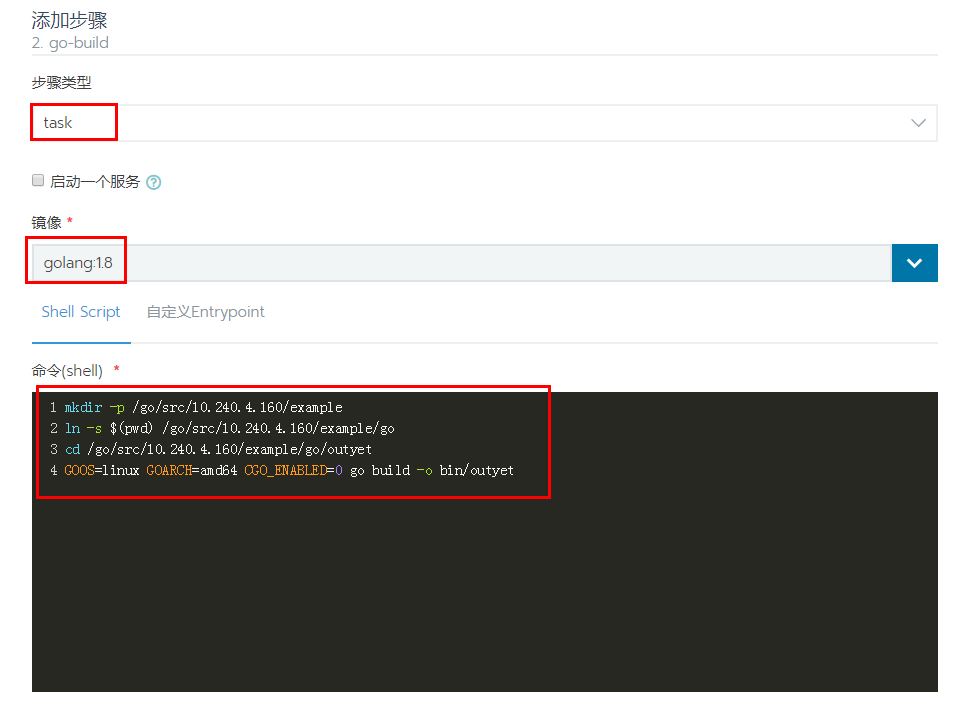 添加步骤
2. go-build
步骤类型
task
启动一个服务 ?
镜像 *
golang:1.8
Shell Script 自定义Entrypoint
命令(shell) *
1 mkdir -p /go/src/10.240.4.160/example
2 ln -s $(pwd) /go/src/10.240.4.160/example/go
3 cd /go/src/10.240.4.160/example/go/outyet
4 GOOS=linux GOARCH=amd64 CGO_ENABLED=0 go build -o bin/outyet